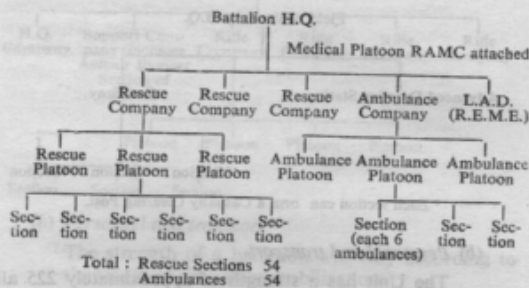 Battalion H.Q.
Medical Platoon RAMC attached
Rescue Company Rescue Company Rescue Company Ambulance Company L.A.D. (R.E.M.E.)
Rescue Platoon Rescue Platoon Rescue Platoon Ambulance Platoon Ambulance Platoon Ambulance Platoon
Sec-tion Sec-tion Sec-tion Sec-tion Sec-tion Sec-tion Section (each 6 ambulances) Sec-tion Sec-tion
Total : Rescue Sections 54
Ambulances 54